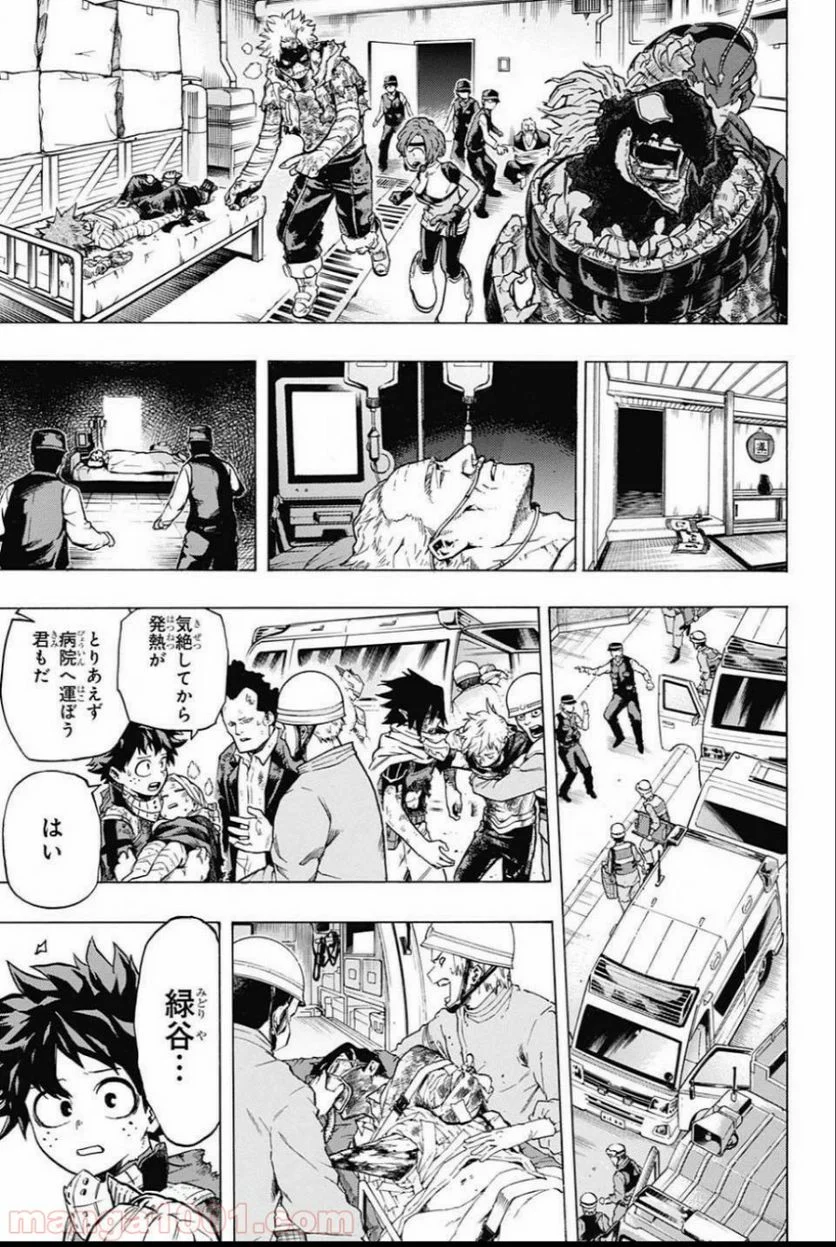 気絶してから
発熱が
とりあえず
病院へ運ぼう
君もだ
はい
緑谷…
manga1001.com